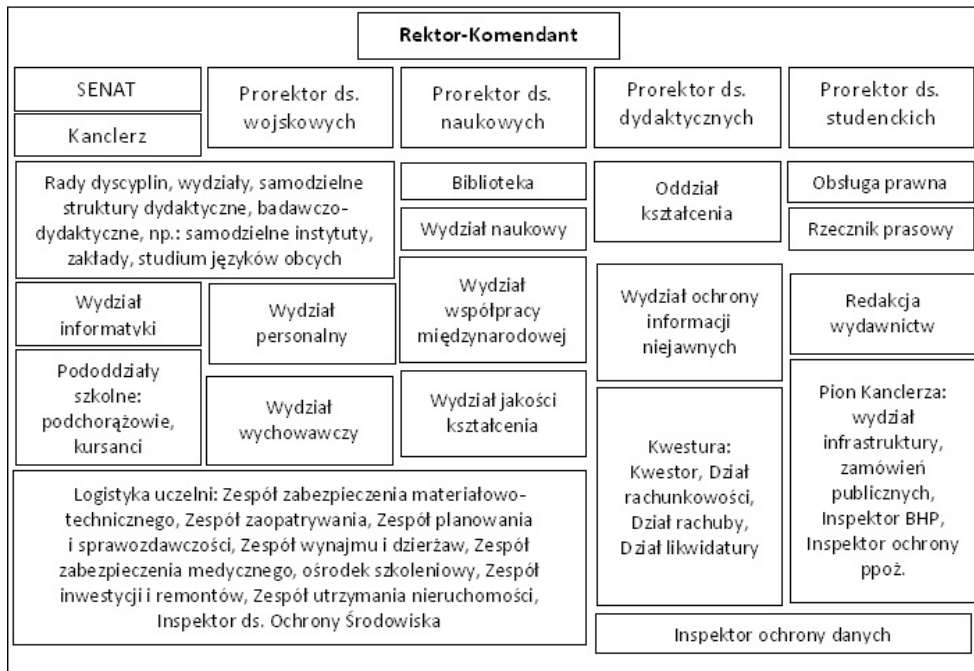 Rektor-Komendant
SENAT
Kanclerz
Prorektor ds.
wojskowych
Prorektor ds.
naukowych
Prorektor ds.
dydaktycznych
Prorektor ds.
studenckich
Rady dyscyplin, wydziały, samodzielne
struktury dydaktyczne, badawczo-
dydaktyczne, np.: samodzielne instytuty,
zakłady, studium języków obcych
Biblioteka
Wydział naukowy
Oddział
kształcenia
Obsługa prawna
Rzecznik prasowy
Wydział
informatyki
Wydział
personalny
Wydział
współpracy
międzynarodowej
Wydział ochrony
informacji
niejawnych
Redakcja
wydawnictw
Pododdziały
szkolne:
podchorążowie,
kursanci
Wydział
wychowawczy
Wydział jakości
kształcenia
Kwestura:
Kwestor, Dział
rachunkowości,
Dział rachuby,
Dział likwidatury
Pion Kanclerza:
wydział
infrastruktury,
zamówień
publicznych,
Inspektor BHP,
Inspektor ochrony
ppoż.
Logistyka uczelni: Zespół zabezpieczenia materiałowo-
technicznego, Zespół zaopatrywania, Zespół planowania
i sprawozdawczości, Zespół wynajmu i dzierżaw, Zespół
zabezpieczenia medycznego, ośrodek szkoleniowy, Zespół
inwestycji i remontów, Zespół utrzymania nieruchomości,
Inspektor ds. Ochrony Środowiska
Inspektor ochrony danych